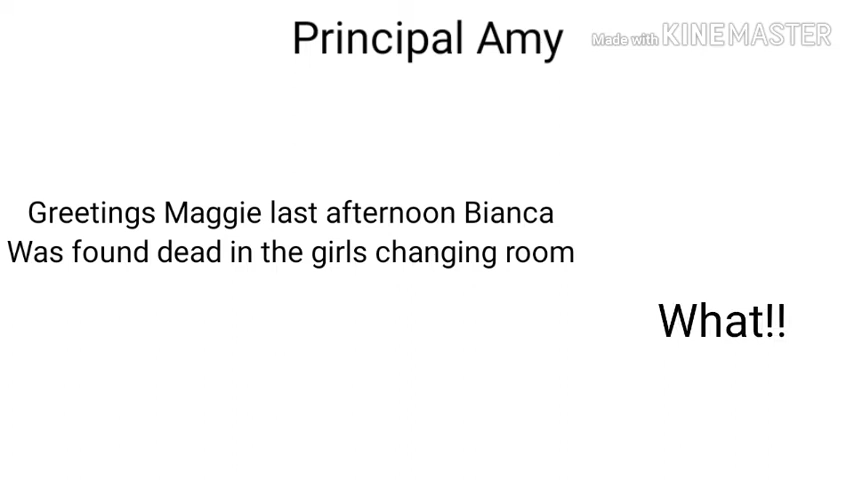 Principal Amy
Made with KINEMASTER
Greetings Maggie last afternoon Bianca
Was found dead in the girls changing room
What!!